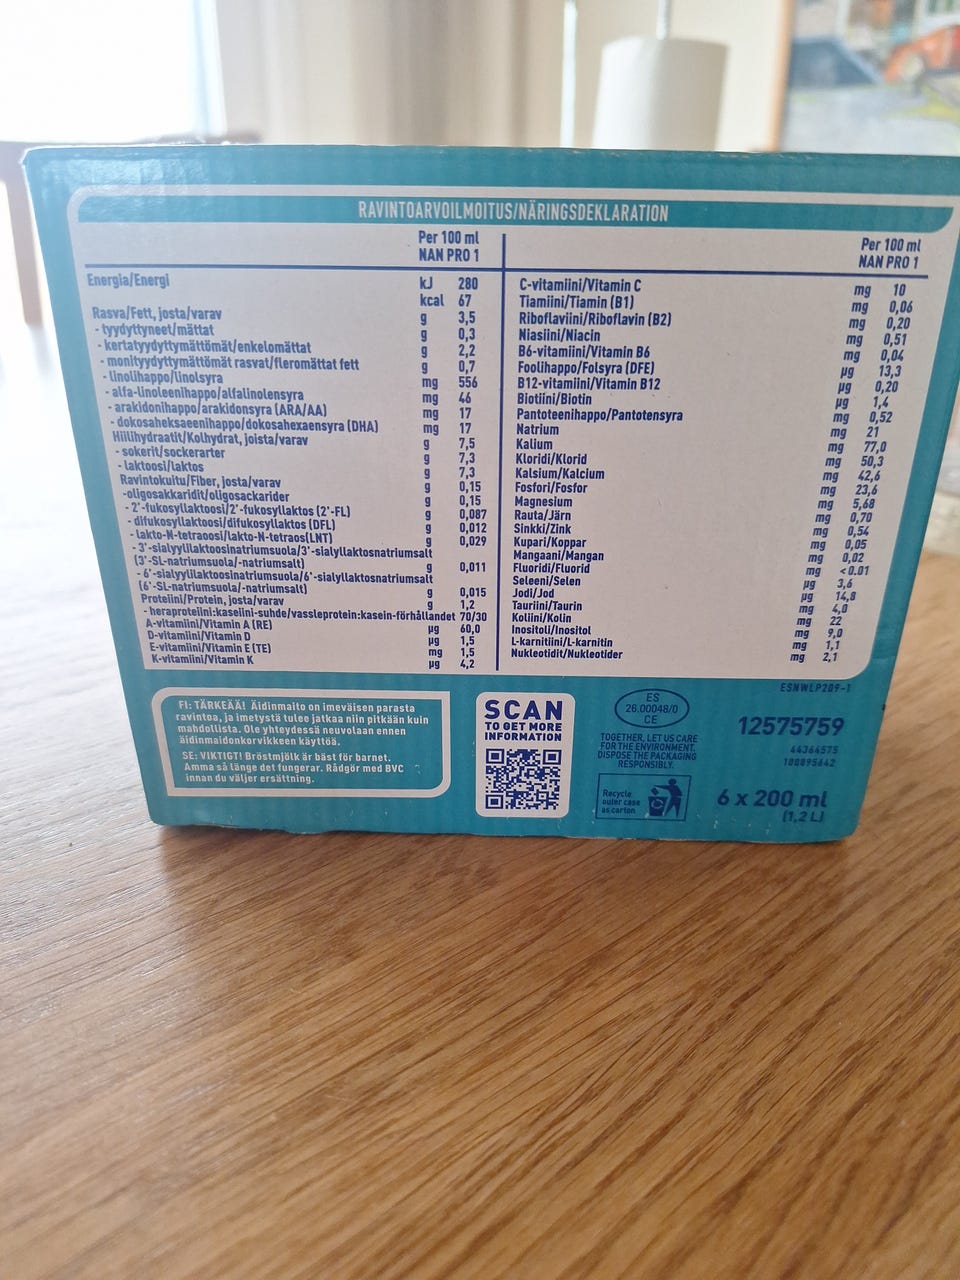 RAVINTOARVOILMOITUS/NÄRINGSDEKLARATION
Per 100 ml
NAN PRO 1
Energia/Energi kJ 280
kcal 67
Rasva/Fett, josta/varav g 3,5
- tyydyttyneet/mättat g 0,3
- kertatyydyttymättömät/enkelomättat g 2,2
- monityydyttymättömät rasvat/fleromättat fett g 0,7
- linolihappo/linolsyra mg 556
- alfa-linoleenihappo/alfalinolensyra mg 46
- arakidonihappo/arakidonsyra (ARA/AA) mg 17
- dokosaheksaeenihappo/dokosahexaensyra (DHA) mg 17
Hiilihydraatit/Kolhydrat, joista/varav g 7,5
- sokerit/sockerarter g 7,3
- laktoosi/laktos g 7,3
Ravintokuitu/Fiber, josta/varav g 0,15
-oligosakkaridit/oligosackarider g 0,15
- 2'-fukosyllaktoosi/2'-fukosyllaktos (2'-FL) g 0,087
- difukosyllaktoosi/difukosyllaktos (DFL) g 0,012
- lakto-N-tetraoosi/lakto-N-tetraos(LNT) g 0,029
- 3'-sialyylilaktoosinatriumsuola/3'-sialyllaktosnatriumsalt
(3'-SL-natriumsuola/-natriumsalt) g 0,011
- 6'-sialyylilaktoosinatriumsuola/6'-sialyllaktosnatriumsalt
(6'-SL-natriumsuola/-natriumsalt) g 0,015
Proteiini/Protein, josta/varav g 1,2
- heraproteiini:kaseiini-suhde/vassleprotein:kasein-förhållandet 70/30
A-vitamiini/Vitamin A (RE) µg 60,0
D-vitamiini/Vitamin D µg 1,5
E-vitamiini/Vitamin E (TE) mg 1,5
K-vitamiini/Vitamin K µg 4,2
Per 100 ml
NAN PRO 1
C-vitamiini/Vitamin C mg 10
Tiamiini/Tiamin (B1) mg 0,06
Riboflaviini/Riboflavin (B2) mg 0,20
Niasiini/Niacin mg 0,51
B6-vitamiini/Vitamin B6 mg 0,04
Foolihappo/Folsyra (DFE) µg 13,3
B12-vitamiini/Vitamin B12 µg 0,20
Biotiini/Biotin µg 1,4
Pantoteenihappo/Pantotensyra mg 0,52
Natrium mg 21
Kalium mg 77,0
Kloridi/Klorid mg 50,3
Kalsium/Kalcium mg 42,6
Fosfori/Fosfor mg 23,6
Magnesium mg 5,68
Rauta/Järn mg 0,70
Sinkki/Zink mg 0,54
Kupari/Koppar mg 0,05
Mangaani/Mangan mg 0,02
Fluoridi/Fluorid mg <0.01
Seleeni/Selen µg 3,6
Jodi/Jod µg 14,8
Tauriini/Taurin mg 4,0
Koliini/Kolin mg 22
Inositoli/Inositol mg 9,0
L-karnitiini/L-karnitin mg 1,1
Nukleotidit/Nukleotider mg 2,1
ESNWLP209-1
FI: TÄRKEÄÄ! Äidinmaito on imeväisen parasta
ravintoa, ja imetystä tulee jatkaa niin pitkään kuin
mahdollista. Ole yhteydessä neuvolaan ennen
äidinmaidonkorvikkeen käyttöä.
SE: VIKTIGT! Bröstmjölk är bäst för barnet.
Amma så länge det fungerar. Rådgör med BVC
innan du väljer ersättning.
SCAN
TO GET MORE
INFORMATION
ES
26.00048/0
CE
TOGETHER, LET US CARE
FOR THE ENVIRONMENT.
DISPOSE THE PACKAGING
RESPONSIBLY.
Recycle
outer case
as carton
12575759
44364575
100895642
6 x 200 ml
(1,2 L)